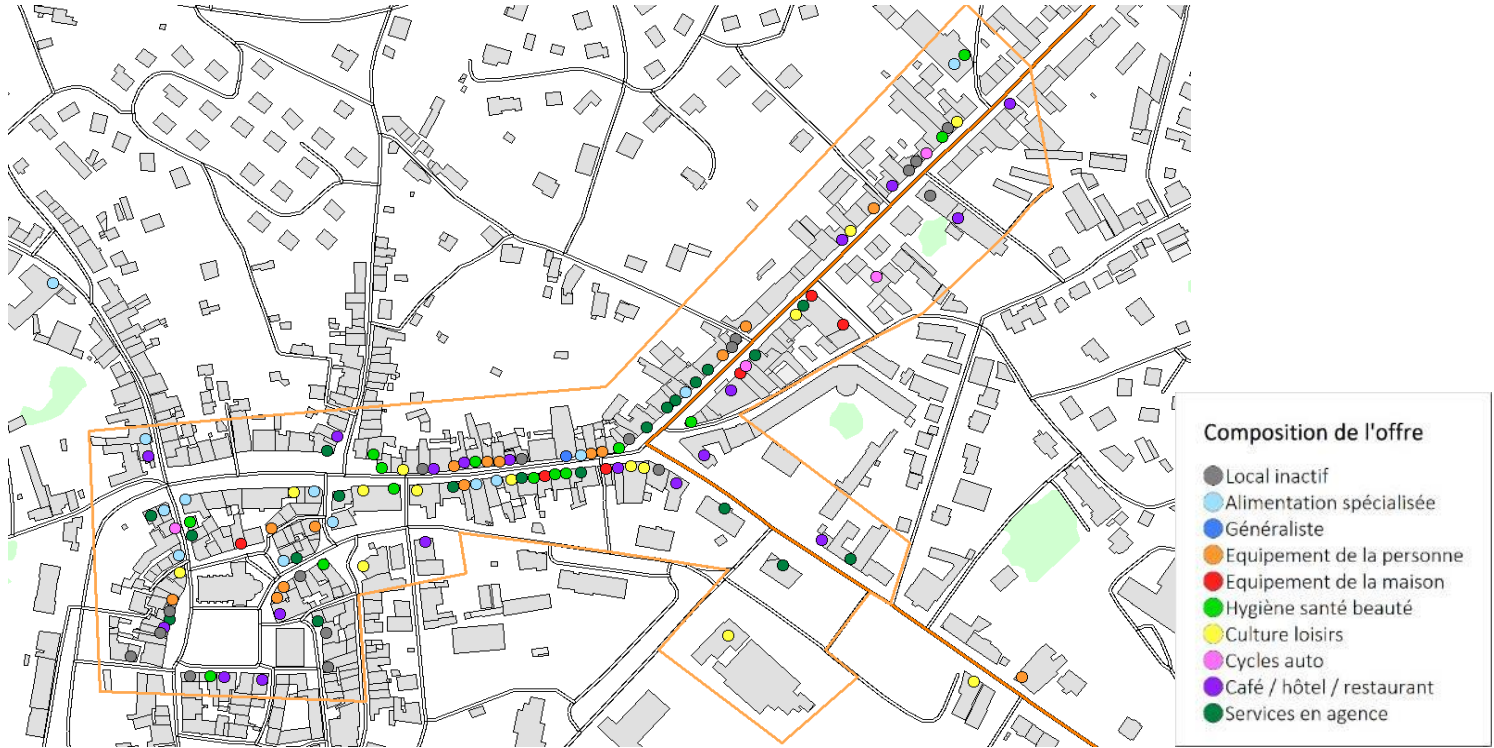 Composition de l'offre
Local inactif
Alimentation spécialisée
Généraliste
Equipement de la personne
Equipement de la maison
Hygiène santé beauté
Culture loisirs
Cycles auto
Café / hôtel / restaurant
Services en agence